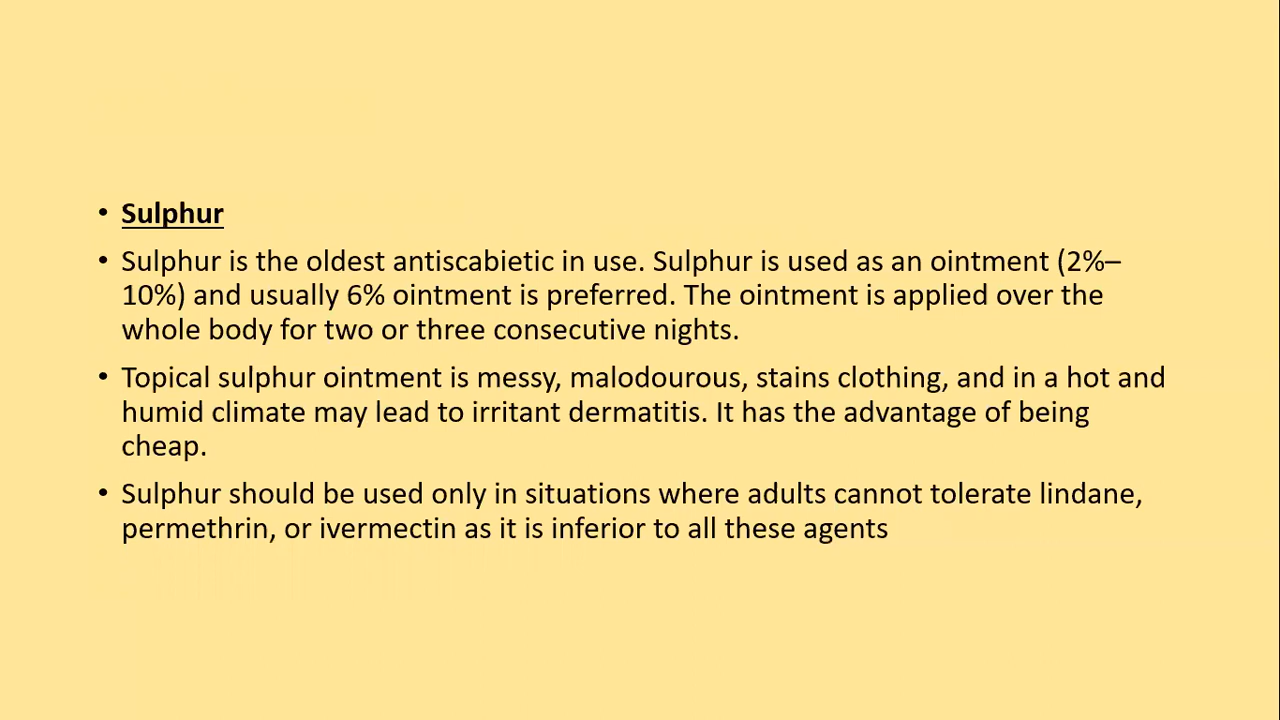 • Sulphur
• Sulphur is the oldest antiscabietic in use. Sulphur is used as an ointment (2%–
10%) and usually 6% ointment is preferred. The ointment is applied over the
whole body for two or three consecutive nights.
• Topical sulphur ointment is messy, malodourous, stains clothing, and in a hot and
humid climate may lead to irritant dermatitis. It has the advantage of being
cheap.
• Sulphur should be used only in situations where adults cannot tolerate lindane,
permethrin, or ivermectin as it is inferior to all these agents